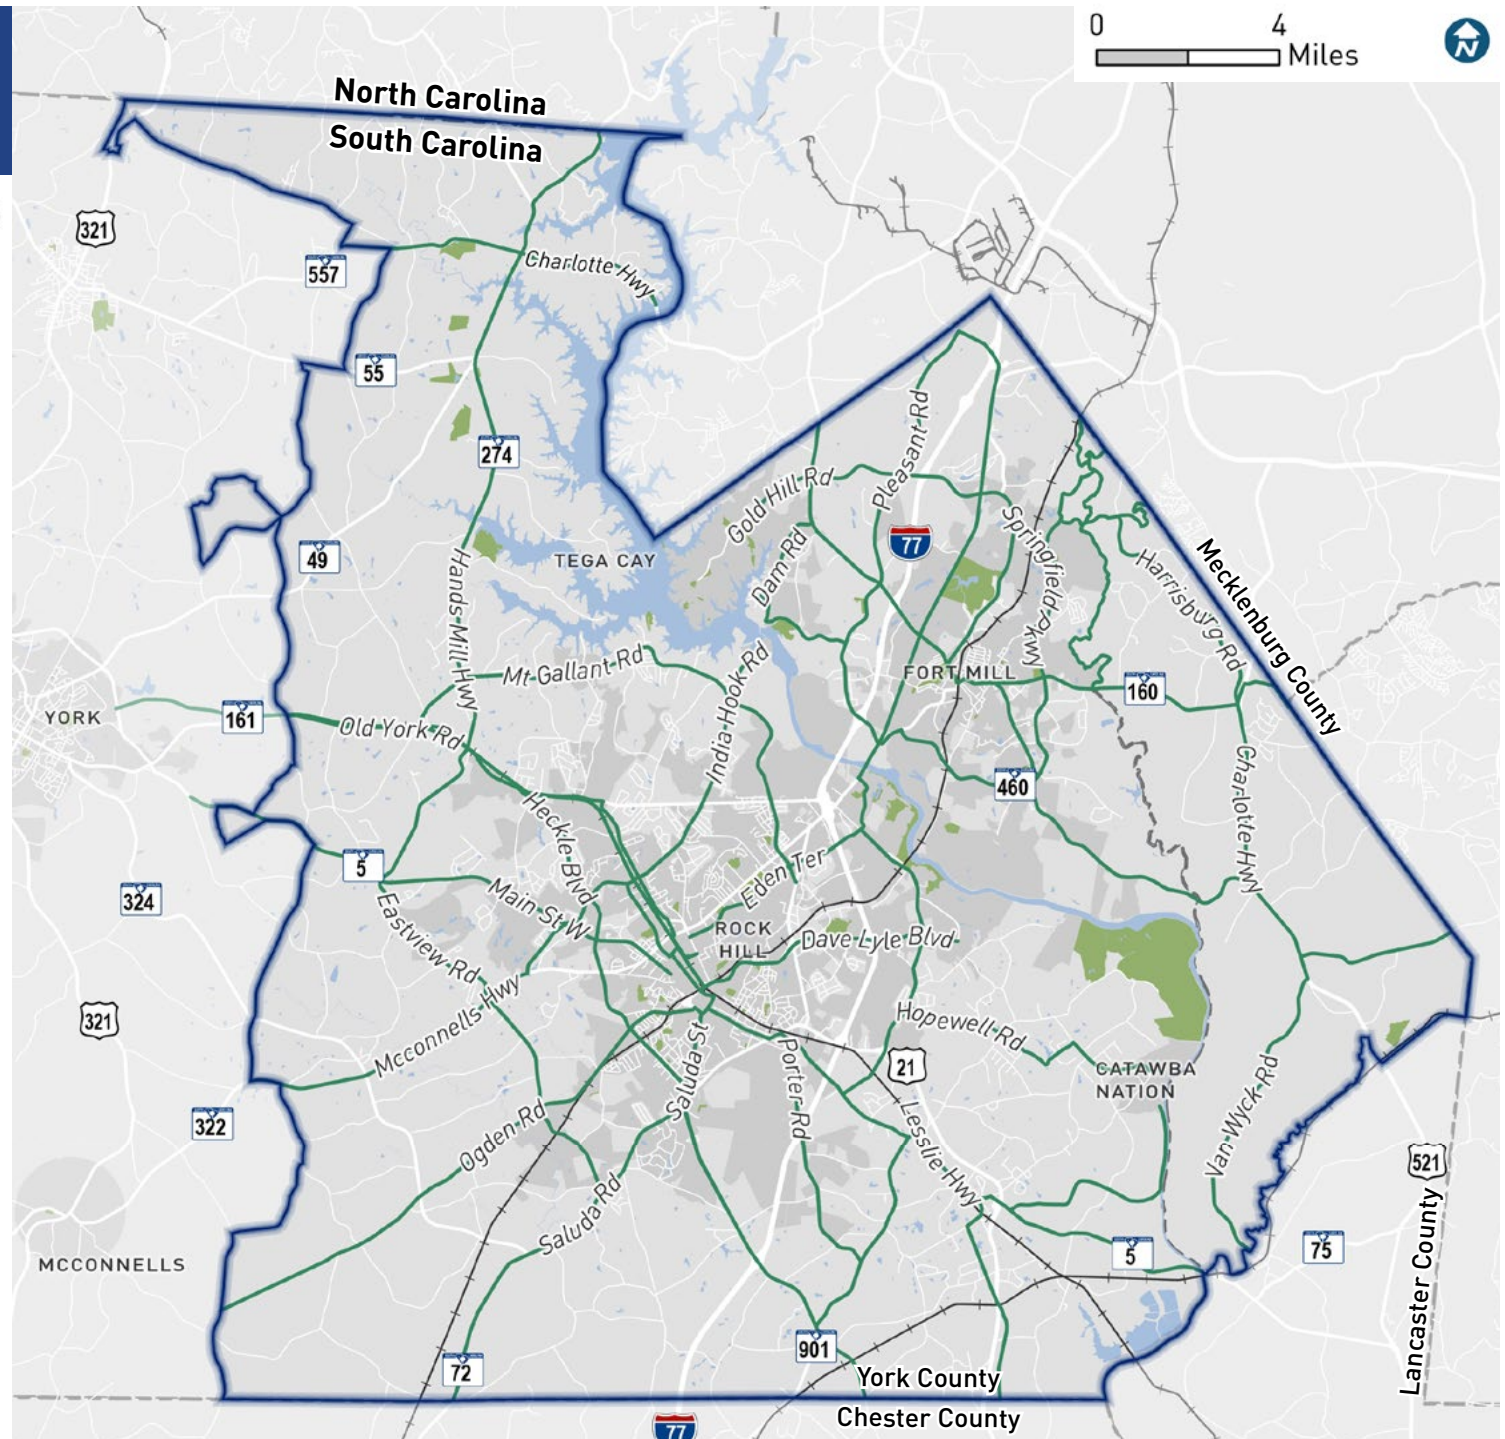 0 4
Miles
N
North Carolina
South Carolina
321
557
Charlotte Hwy
55
274
Pleasant Rd
Gold Hill Rd
77
Springfield Pkwy
49
TEGA CAY
Dam Rd
Harrisburg Rd
Mecklenburg County
Hands Mill Hwy
Mt Gallant Rd
India Hook Rd
FORT MILL
160
YORK
161
Old York Rd
460
Charlotte Hwy
Heckle Blvd
5
Eden Ter
324
Main St W
ROCK
HILL
Dave Lyle Blvd
Eastview Rd
Mcconnells Hwy
321
Hopewell Rd
21
CATAWBA
NATION
322
Saluda St
Porter Rd
Ogden Rd
Lesslie Hwy
Van Wyck Rd
521
Saluda Rd
MCCONNELLS
5
75
Lancaster County
901
72
York County
Chester County
77